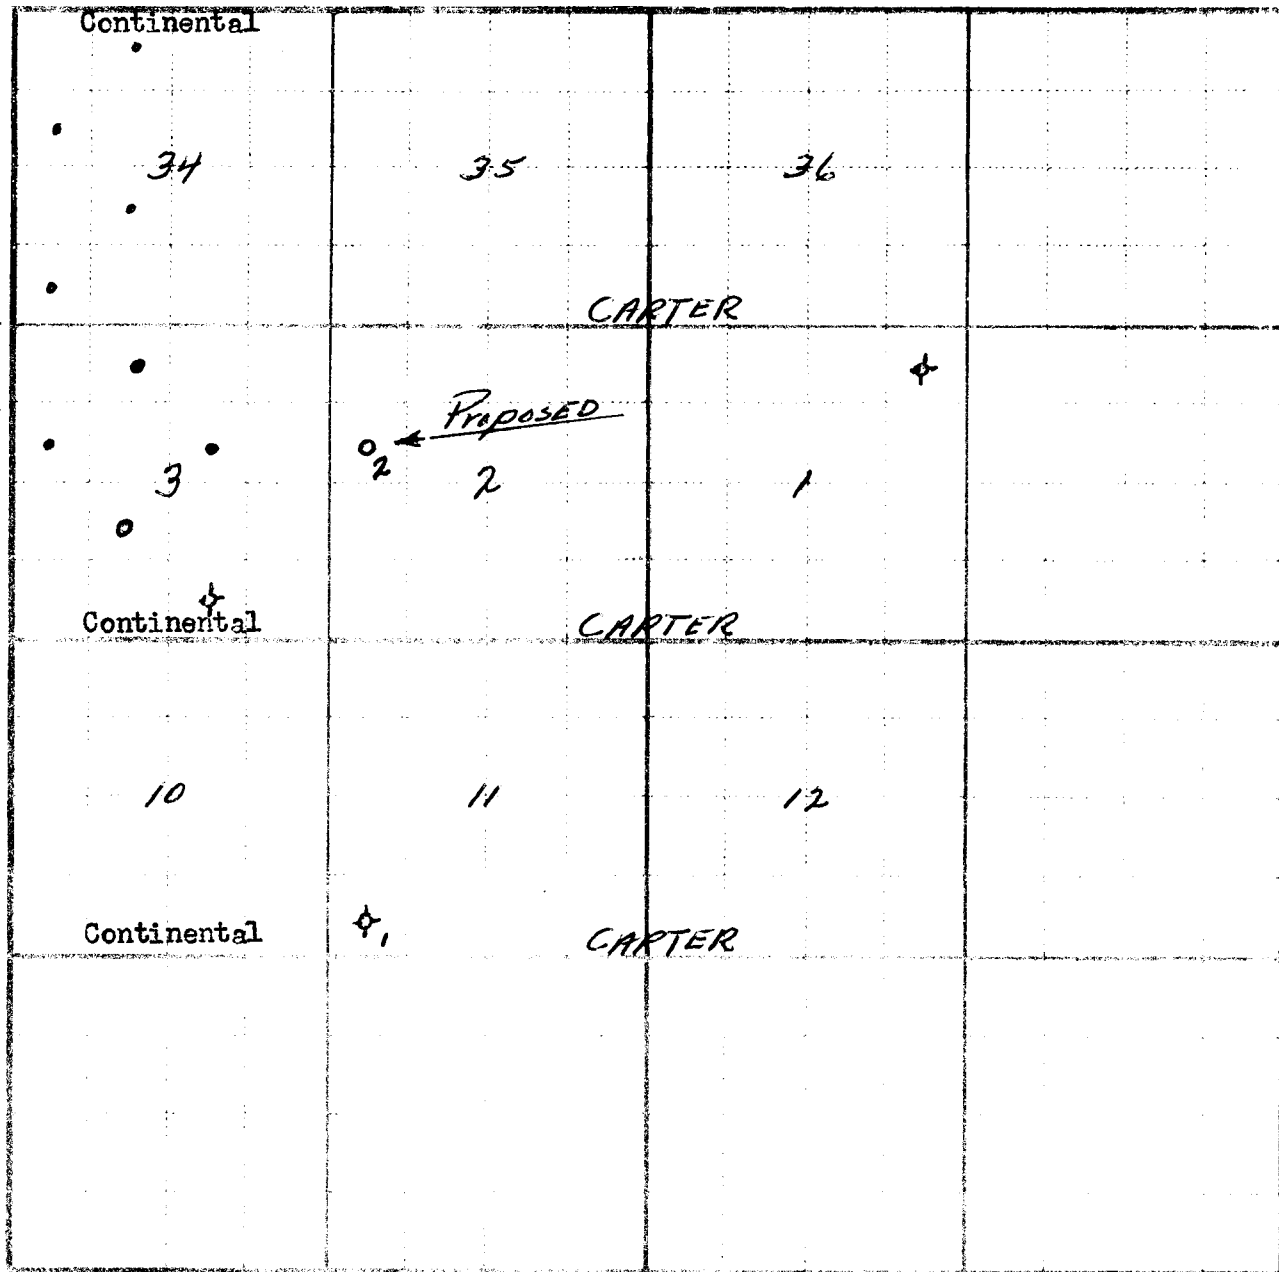 Continental
34 35 36
CARTER
Proposed
2
3 2 1
Continental CARTER
10 11 12
1
Continental CARTER